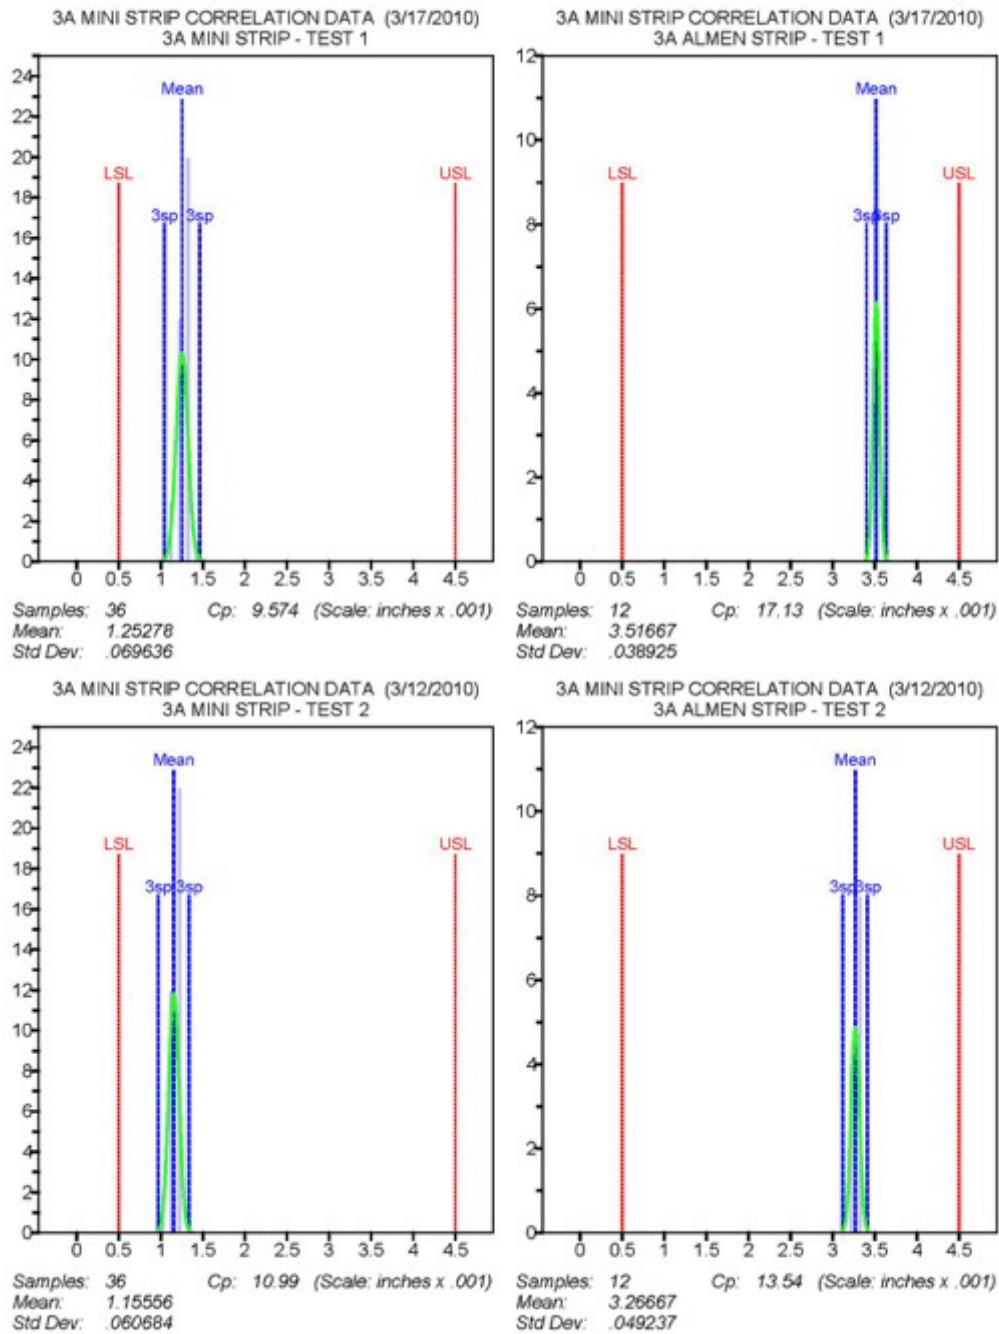 3A MINI STRIP CORRELATION DATA (3/17/2010)
3A MINI STRIP - TEST 1
24
22
20
18
16
14
12
10
8
6
4
2
0
Mean
LSL
USL
3sp 3sp
0 0.5 1 1.5 2 2.5 3 3.5 4 4.5
Samples: 36 Cp: 9.574 (Scale: inches x .001)
Mean: 1.25278
Std Dev: .069636
3A MINI STRIP CORRELATION DATA (3/17/2010)
3A ALMEN STRIP - TEST 1
12
10
8
6
4
2
0
Mean
LSL
USL
3sp 3sp
0 0.5 1 1.5 2 2.5 3 3.5 4 4.5
Samples: 12 Cp: 17.13 (Scale: inches x .001)
Mean: 3.51667
Std Dev: .038925
3A MINI STRIP CORRELATION DATA (3/12/2010)
3A MINI STRIP - TEST 2
24
22
20
18
16
14
12
10
8
6
4
2
0
Mean
LSL
USL
3sp 3sp
0 0.5 1 1.5 2 2.5 3 3.5 4 4.5
Samples: 36 Cp: 10.99 (Scale: inches x .001)
Mean: 1.15556
Std Dev: .060684
3A MINI STRIP CORRELATION DATA (3/12/2010)
3A ALMEN STRIP - TEST 2
12
10
8
6
4
2
0
Mean
LSL
USL
3sp 3sp
0 0.5 1 1.5 2 2.5 3 3.5 4 4.5
Samples: 12 Cp: 13.54 (Scale: inches x .001)
Mean: 3.26667
Std Dev: .049237